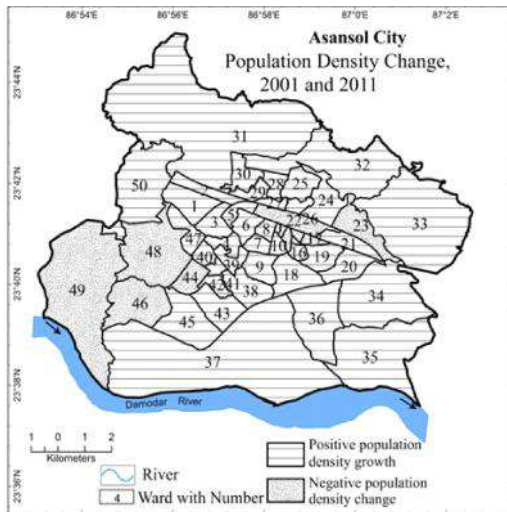 86°54'E 86°56'E 86°58'E 87°0'E 87°2'E
Asansol City
Population Density Change,
2001 and 2011
23°44'N
31
32
30
28 25
23°42'N
50
29
2
24
1
5
22 26
23
33
3
6
8
48
47
7
10
17
21
4
16
19
40
39
9
20
23°40'N
49
44
18
42 41
38
34
46
45
43
36
37
35
23°38'N
Damodar River
1 0 1 2
Kilometers
Positive population
density growth
River
Negative population
density change
4 Ward with Number
23°36'N